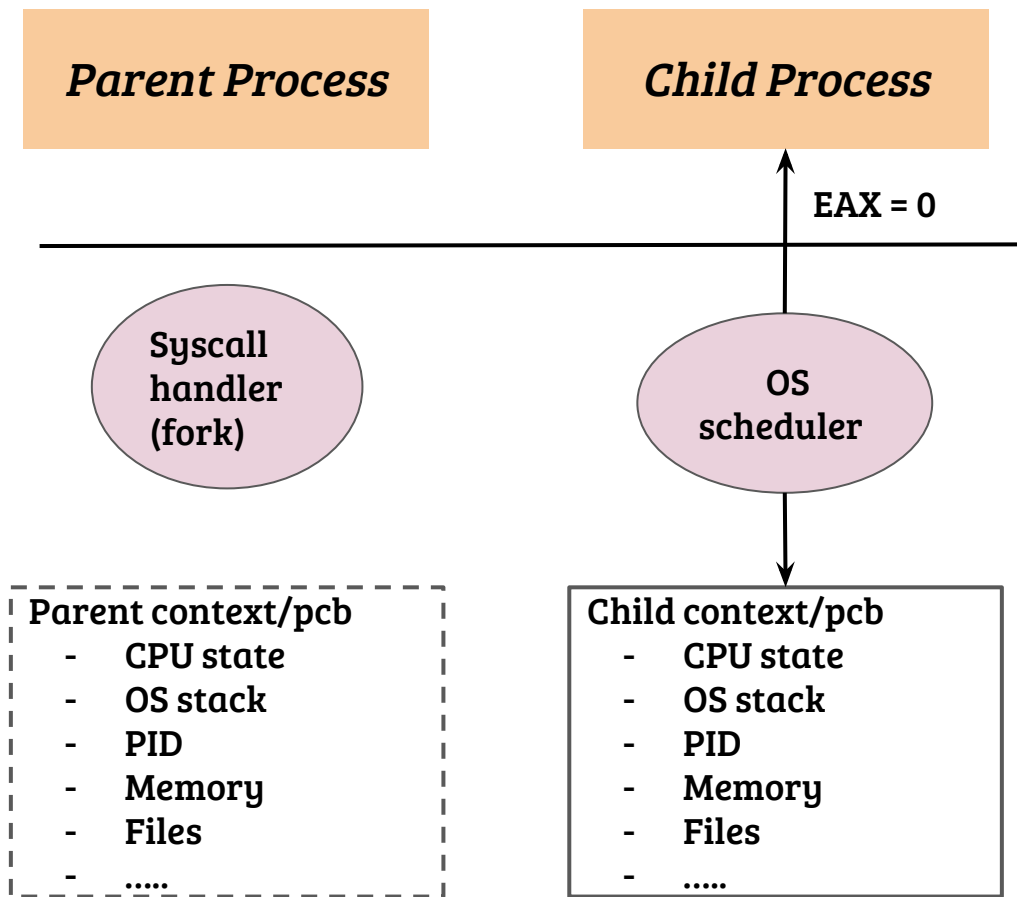 Parent Process
Child Process
EAX = 0
Syscall
handler
(fork)
OS
scheduler
Parent context/pcb
- CPU state
- OS stack
- PID
- Memory
- Files
- .....
Child context/pcb
- CPU state
- OS stack
- PID
- Memory
- Files
- .....